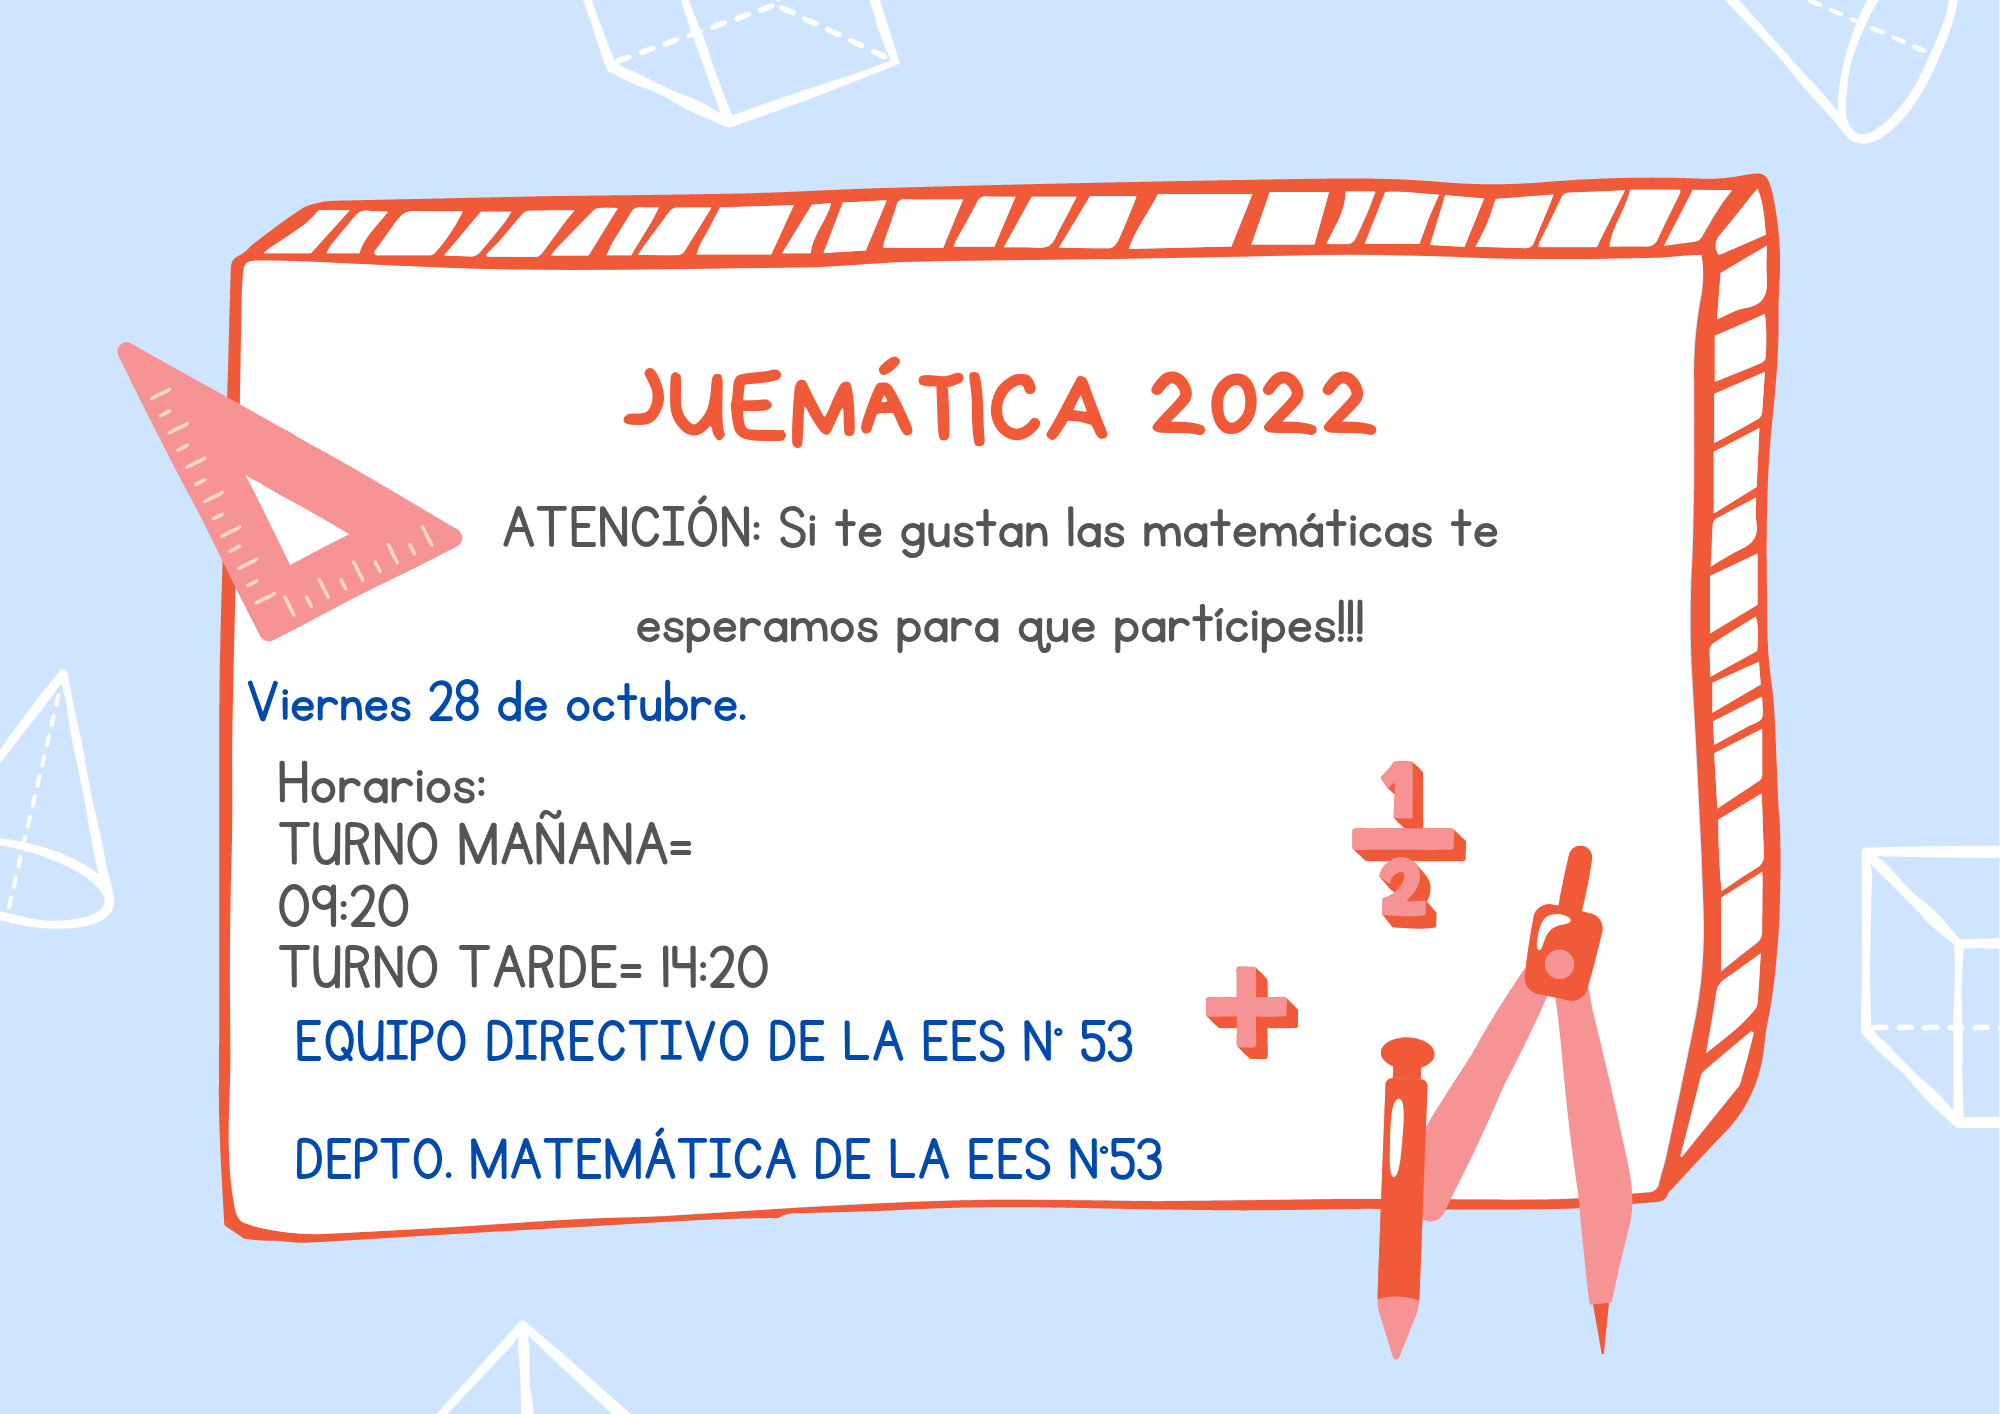 JUEMÁTICA 2022
ATENCIÓN: Si te gustan las matemáticas te
esperamos para que partícipes!!!
Viernes 28 de octubre.
Horarios:
TURNO MAÑANA=
09:20
TURNO TARDE= 14:20
EQUIPO DIRECTIVO DE LA EES N° 53
DEPTO. MATEMÁTICA DE LA EES N°53
1
2
+